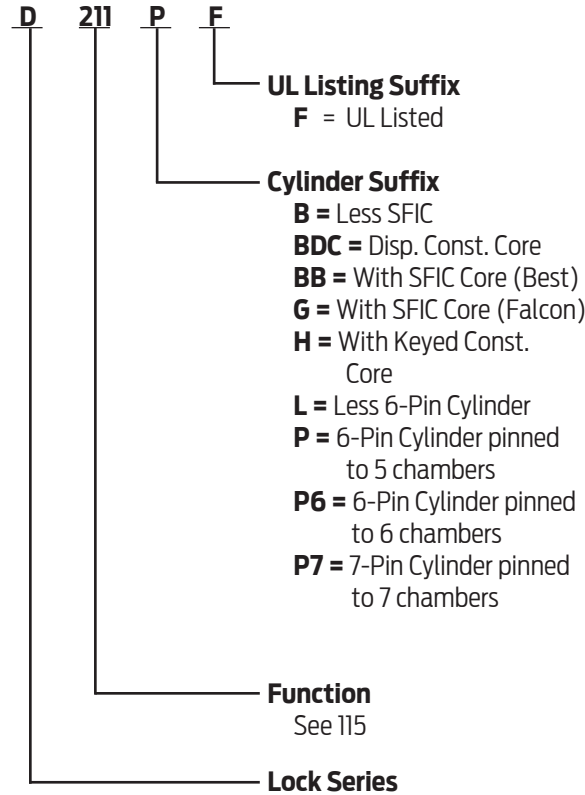 D 211 P F
UL Listing Suffix
F = UL Listed
Cylinder Suffix
B = Less SFIC
BDC = Disp. Const. Core
BB = With SFIC Core (Best)
G = With SFIC Core (Falcon)
H = With Keyed Const.
Core
L = Less 6-Pin Cylinder
P = 6-Pin Cylinder pinned
to 5 chambers
P6 = 6-Pin Cylinder pinned
to 6 chambers
P7 = 7-Pin Cylinder pinned
to 7 chambers
Function
See 115
Lock Series